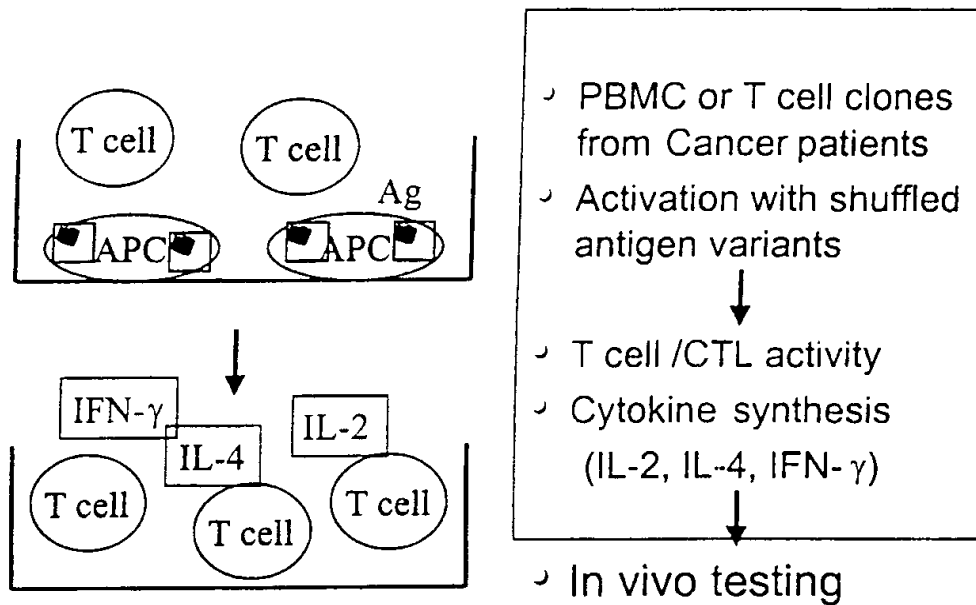 T cell
T cell
Ag
APC
APC
IFN-γ
IL-4
IL-2
T cell
T cell
T cell
PBMC or T cell clones
from Cancer patients
Activation with shuffled
antigen variants
T cell /CTL activity
Cytokine synthesis
(IL-2, IL-4, IFN- γ)
In vivo testing